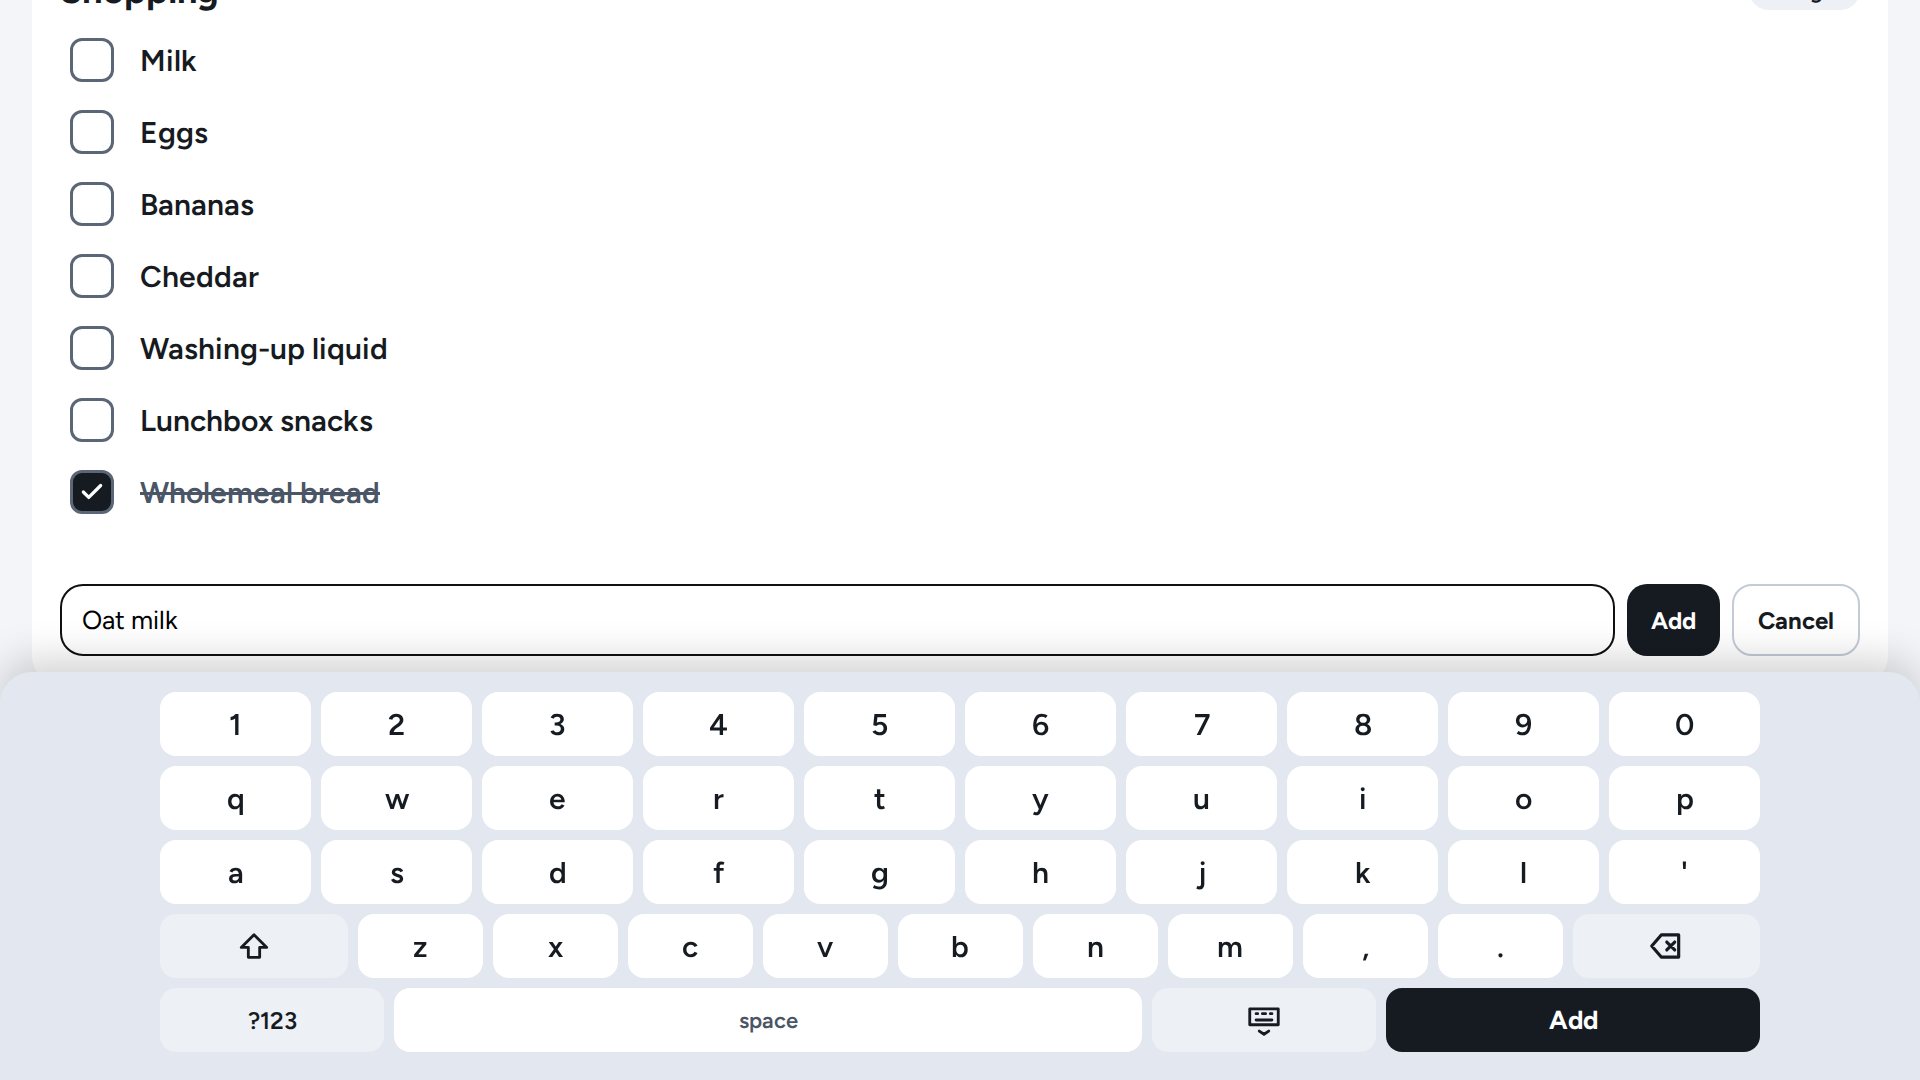 Shopping
Milk
Eggs
Bananas
Cheddar
Washing-up liquid
Lunchbox snacks
Wholemeal bread
Oat milk
Add
Cancel
1 2 3 4 5 6 7 8 9 0
q w e r t y u i o p
a s d f g h j k l '
z x c v b n m , .
?123 space Add